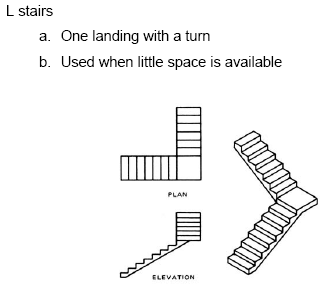 L stairs
a. One landing with a turn
b. Used when little space is available
PLAN
ELEVATION